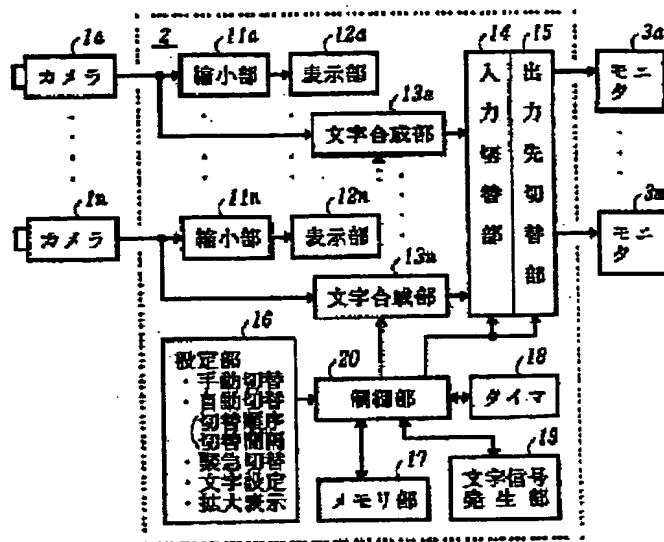 1a
2
11a
12a
14
15
3a
カメラ
縮小部
表示部
入力切替部
出力先切替部
モニタ
13a
文字合成部
1n
11n
12n
3m
カメラ
縮小部
表示部
モニタ
13n
文字合成部
16
設定部
・手動切替
・自動切替
(切替順序
切替間隔)
・緊急切替
・文字設定
・拡大表示
20
制御部
18
タイマ
17
メモリ部
19
文字信号
発生部